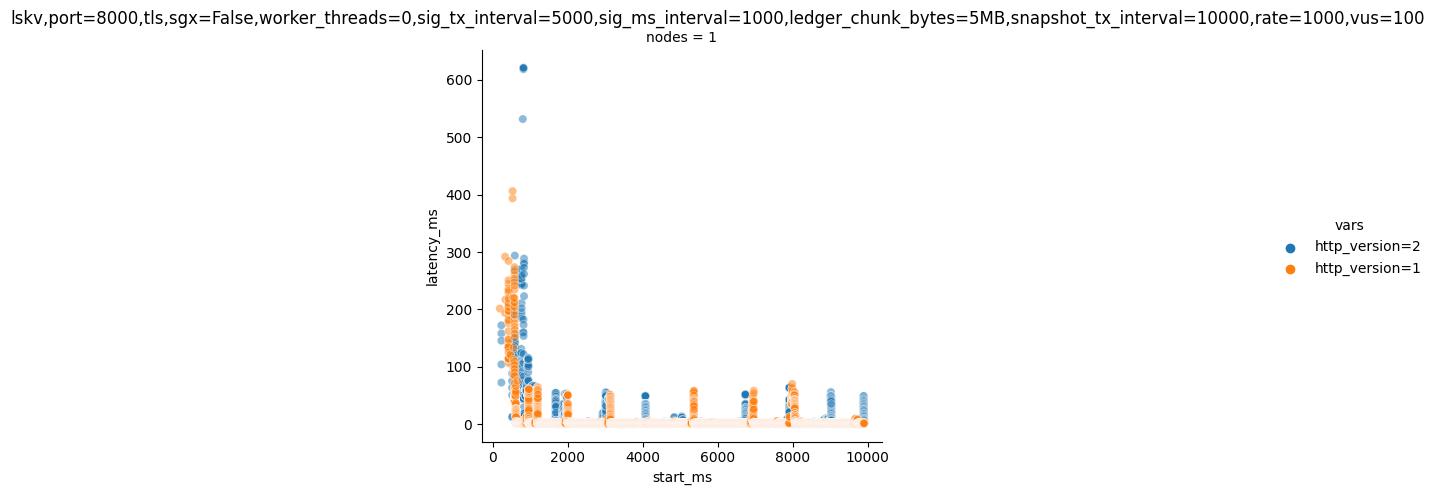 lskv,port=8000,tls,sgx=False,worker_threads=0,sig_tx_interval=5000,sig_ms_interval=1000,ledger_chunk_bytes=5MB,snapshot_tx_interval=10000,rate=1000,vus=100
nodes = 1
600
500
400
300
200
100
0
latency_ms
0 2000 4000 6000 8000 10000
start_ms
vars
http_version=2
http_version=1